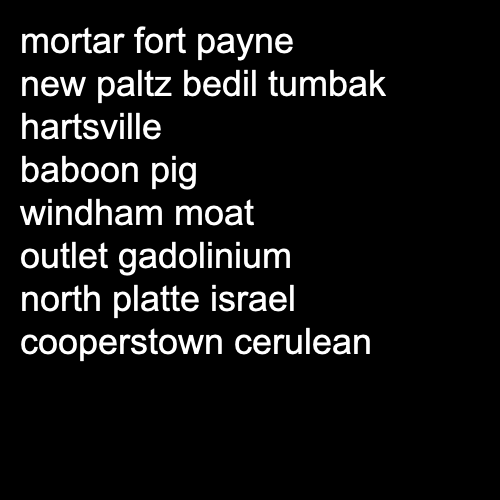 mortar fort payne
new paltz bedil tumbak
hartsville
baboon pig
windham moat
outlet gadolinium
north platte israel
cooperstown cerulean